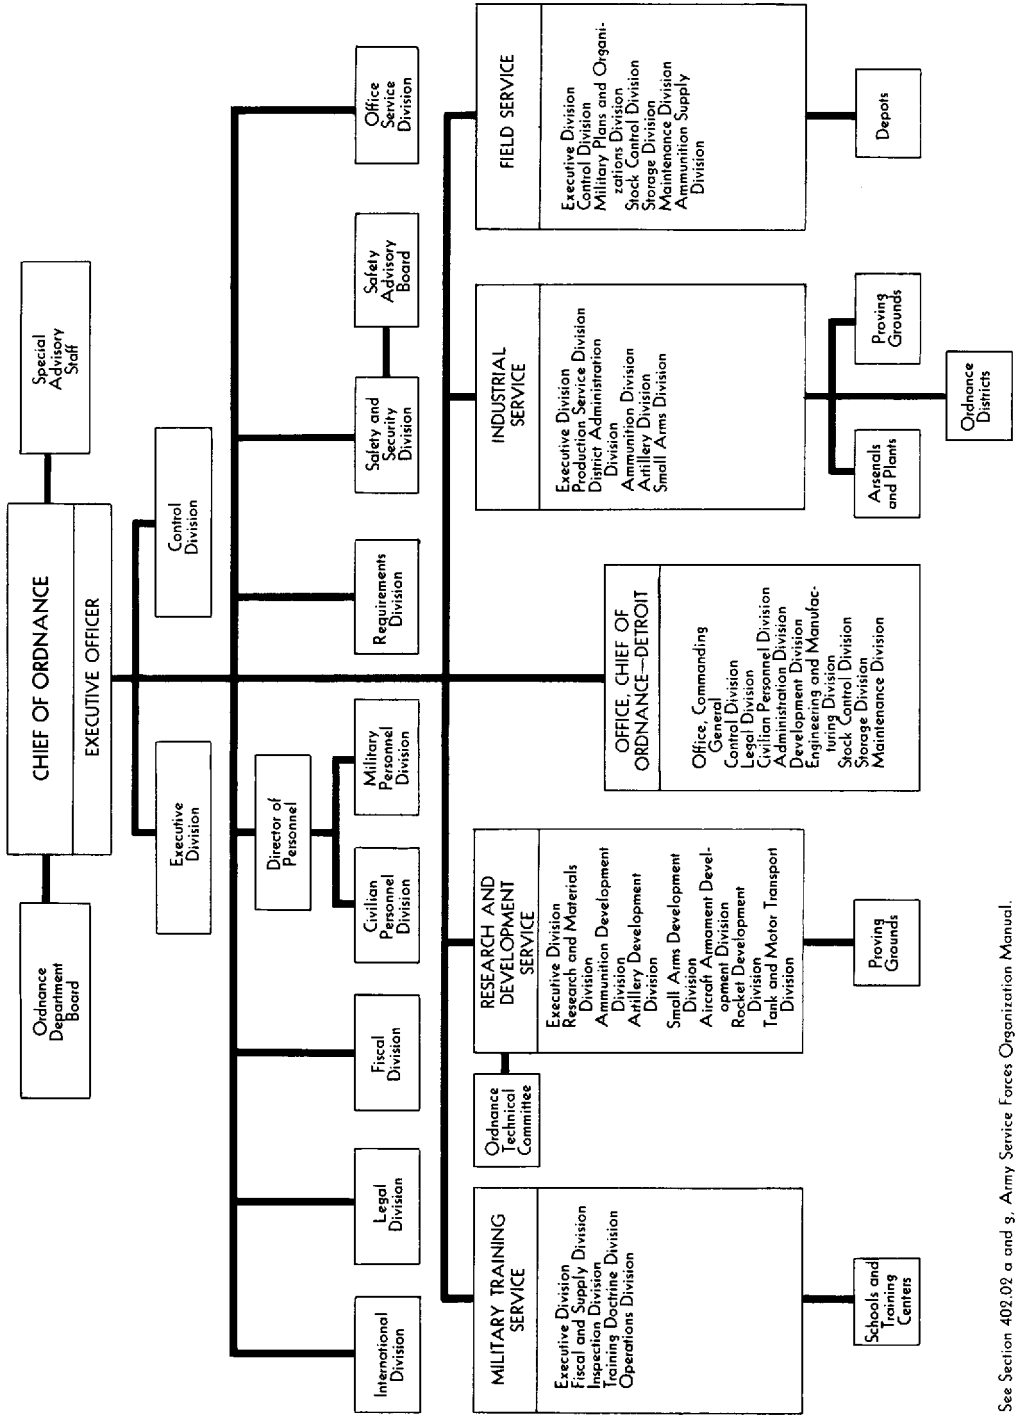 CHIEF OF ORDNANCE
EXECUTIVE OFFICER
Ordnance
Department
Board
Special
Advisory
Staff
Executive
Division
Control
Division
International
Division
Legal
Division
Fiscal
Division
Director of
Personnel
Civilian
Personnel
Division
Military
Personnel
Division
Requirements
Division
Safety and
Security
Division
Safety
Advisory
Board
Office
Service
Division
MILITARY TRAINING
SERVICE
Executive Division
Fiscal and Supply Division
Inspection Division
Training Doctrine Division
Operations Division
Schools and
Training
Centers
Ordnance
Technical
Committee
RESEARCH AND
DEVELOPMENT
SERVICE
Executive Division
Research and Materials
Division
Ammunition Development
Division
Artillery Development
Division
Small Arms Development
Division
Aircraft Armament Devel-
opment Division
Rocket Development
Division
Tank and Motor Transport
Division
Proving
Grounds
OFFICE, CHIEF OF
ORDNANCE—DETROIT
Office, Commanding
General
Control Division
Legal Division
Civilian Personnel Division
Administration Division
Development Division
Engineering and Manufac-
turing Division
Stock Control Division
Storage Division
Maintenance Division
INDUSTRIAL
SERVICE
Executive Division
Production Service Division
District Administration
Division
Ammunition Division
Artillery Division
Small Arms Division
Arsenals
and Plants
Proving
Grounds
Ordnance
Districts
FIELD SERVICE
Executive Division
Control Division
Military Plans and Organi-
zations Division
Stock Control Division
Storage Division
Maintenance Division
Ammunition Supply
Division
Depots
See Section 402.02 a and g, Army Service Forces Organization Manual.